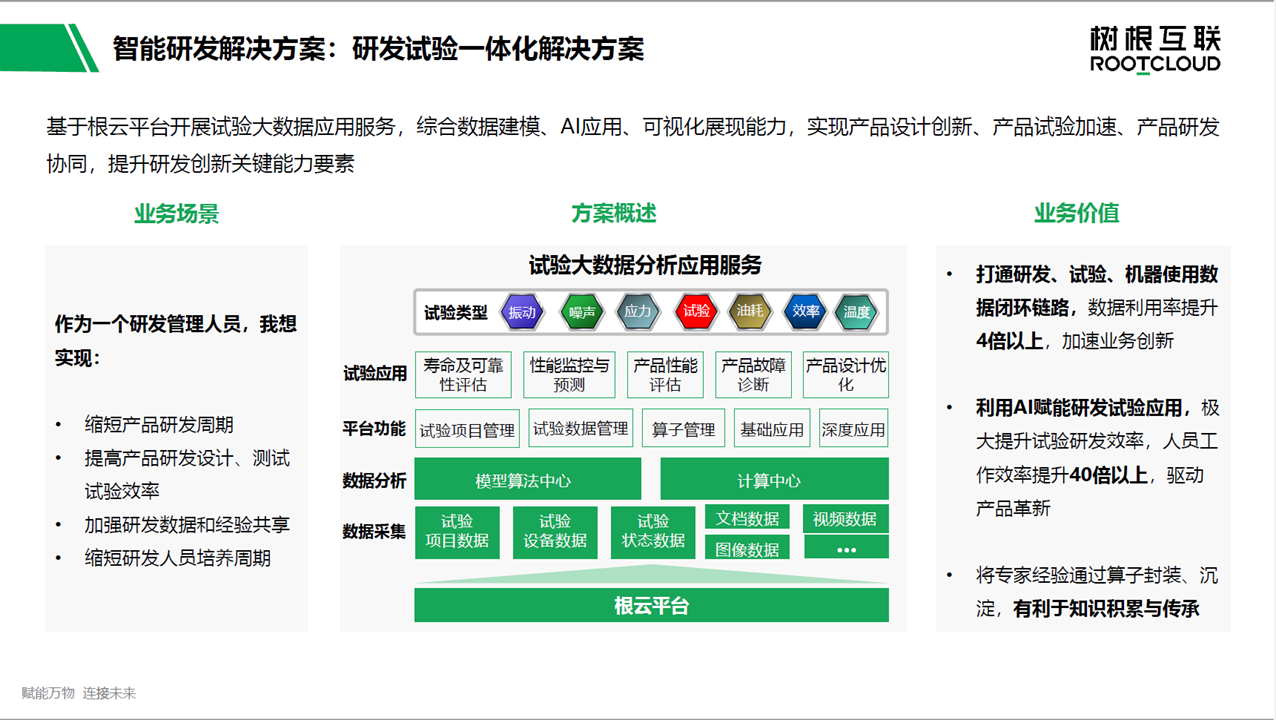 智能研发解决方案：研发试验一体化解决方案
树根互联
ROOTCLOUD
基于根云平台开展试验大数据应用服务，综合数据建模、AI应用、可视化展现能力，实现产品设计创新、产品试验加速、产品研发
协同，提升研发创新关键能力要素
业务场景
作为一个研发管理人员，我想
实现：
• 缩短产品研发周期
• 提高产品研发设计、测试
试验效率
• 加强研发数据和经验共享
• 缩短研发人员培养周期
方案概述
试验大数据分析应用服务
试验类型 振动 噪声 应力 试验 油耗 效率 温度
试验应用
寿命及可靠
性评估
性能监控与
预测
产品性能
评估
产品故障
诊断
产品设计优
化
平台功能 试验项目管理 试验数据管理 算子管理 基础应用 深度应用
数据分析 模型算法中心 计算中心
数据采集
试验
项目数据
试验
设备数据
试验
状态数据
文档数据
图像数据
视频数据
•••
根云平台
业务价值
• 打通研发、试验、机器使用数
据闭环链路，数据利用率提升
4倍以上，加速业务创新
• 利用AI赋能研发试验应用，极
大提升试验研发效率，人员工
作效率提升40倍以上，驱动
产品革新
• 将专家经验通过算子封装、沉
淀，有利于知识积累与传承
赋能万物 连接未来